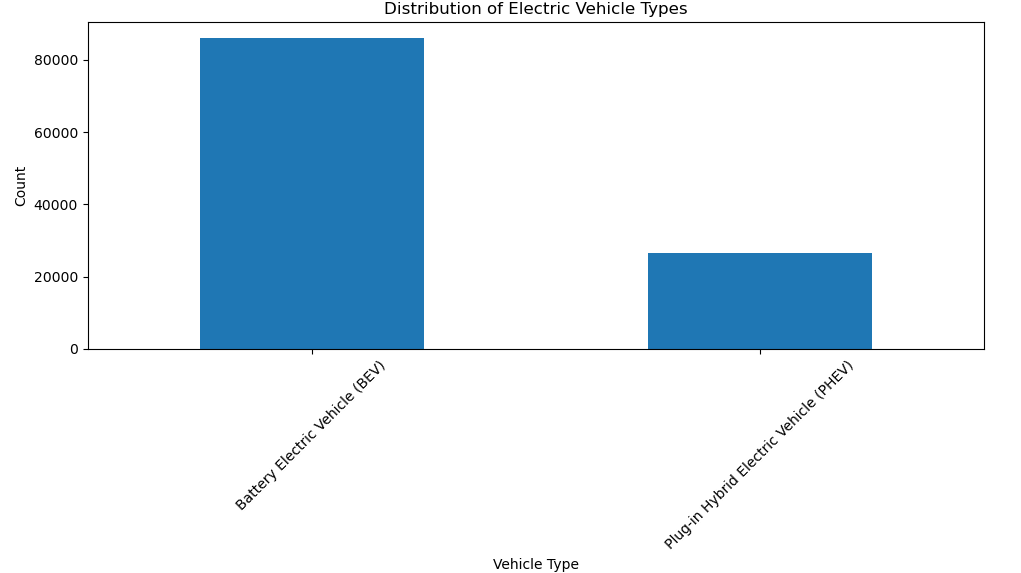 Distribution of Electric Vehicle Types
Count
80000
60000
40000
20000
0
Battery Electric Vehicle (BEV)
Plug-in Hybrid Electric Vehicle (PHEV)
Vehicle Type